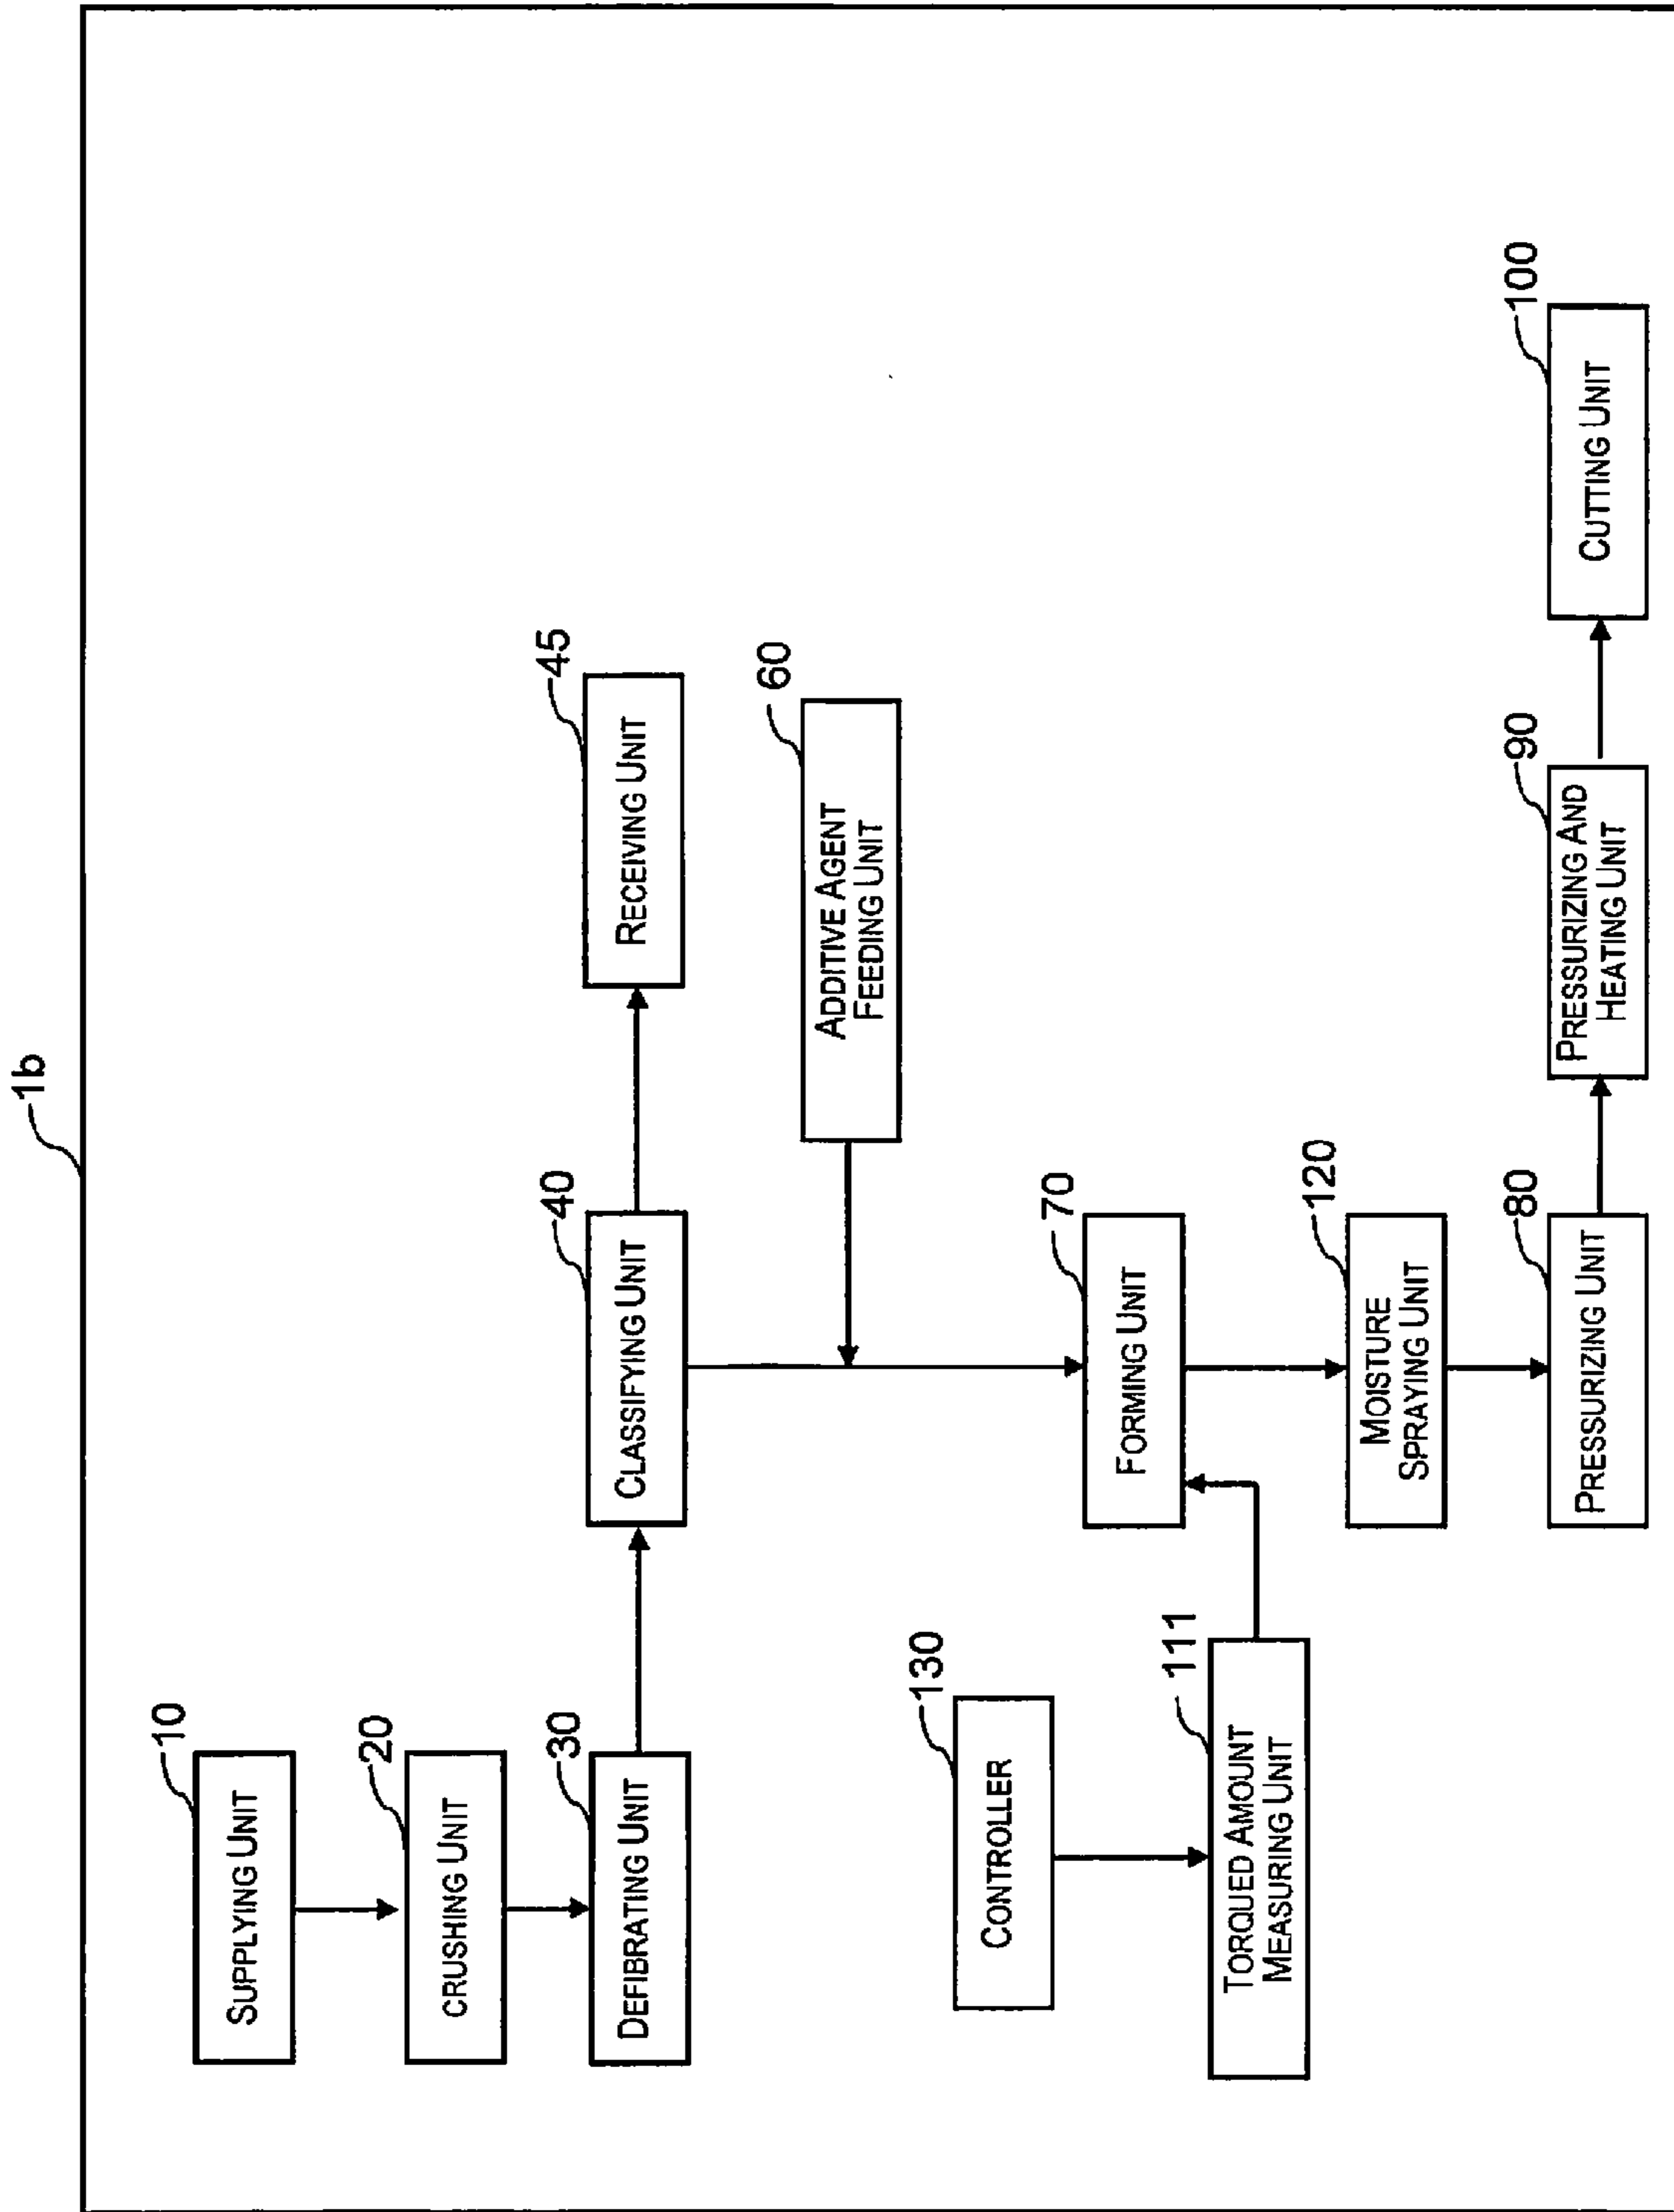 1b
10
SUPPLYING UNIT
20
CRUSHING UNIT
30
DEFIBRATING UNIT
40
CLASSIFYING UNIT
45
RECEIVING UNIT
60
ADDITIVE AGENT
FEEDING UNIT
130
CONTROLLER
111
TORQUED AMOUNT
MEASURING UNIT
70
FORMING UNIT
120
MOISTURE
SPRAYING UNIT
80
PRESSURIZING UNIT
90
PRESSURIZING AND
HEATING UNIT
100
CUTTING UNIT